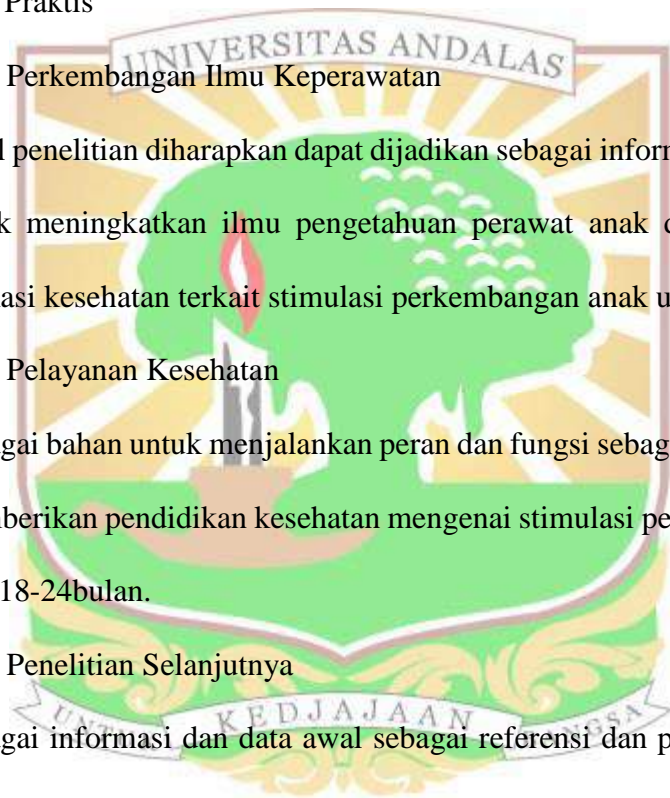 Praktis
UNIVERSITAS ANDALAS
Perkembangan Ilmu Keperawatan
l penelitian diharapkan dapat dijadikan sebagai inform
k meningkatkan ilmu pengetahuan perawat anak d
asi kesehatan terkait stimulasi perkembangan anak u
Pelayanan Kesehatan
gai bahan untuk menjalankan peran dan fungsi sebag
berikan pendidikan kesehatan mengenai stimulasi pe
18-24bulan.
Penelitian Selanjutnya
UNTUK KEDJAJAAN BANGSA
gai informasi dan data awal sebagai referensi dan p